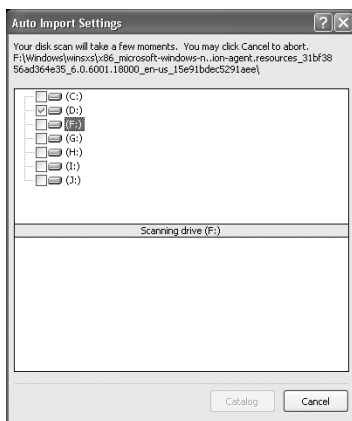 Auto Import Settings
Your disk scan will take a few moments.  You may click Cancel to abort.
F:\Windows\winsxs\x86_microsoft-windows-n..ion-agent.resources_31bf38
56ad364e35_6.0.6001.18000_en-us_15e91bdec5291aee\
(C:)
(D:)
(F:)
(G:)
(H:)
(I:)
(J:)
Scanning drive (F:)
Catalog
Cancel